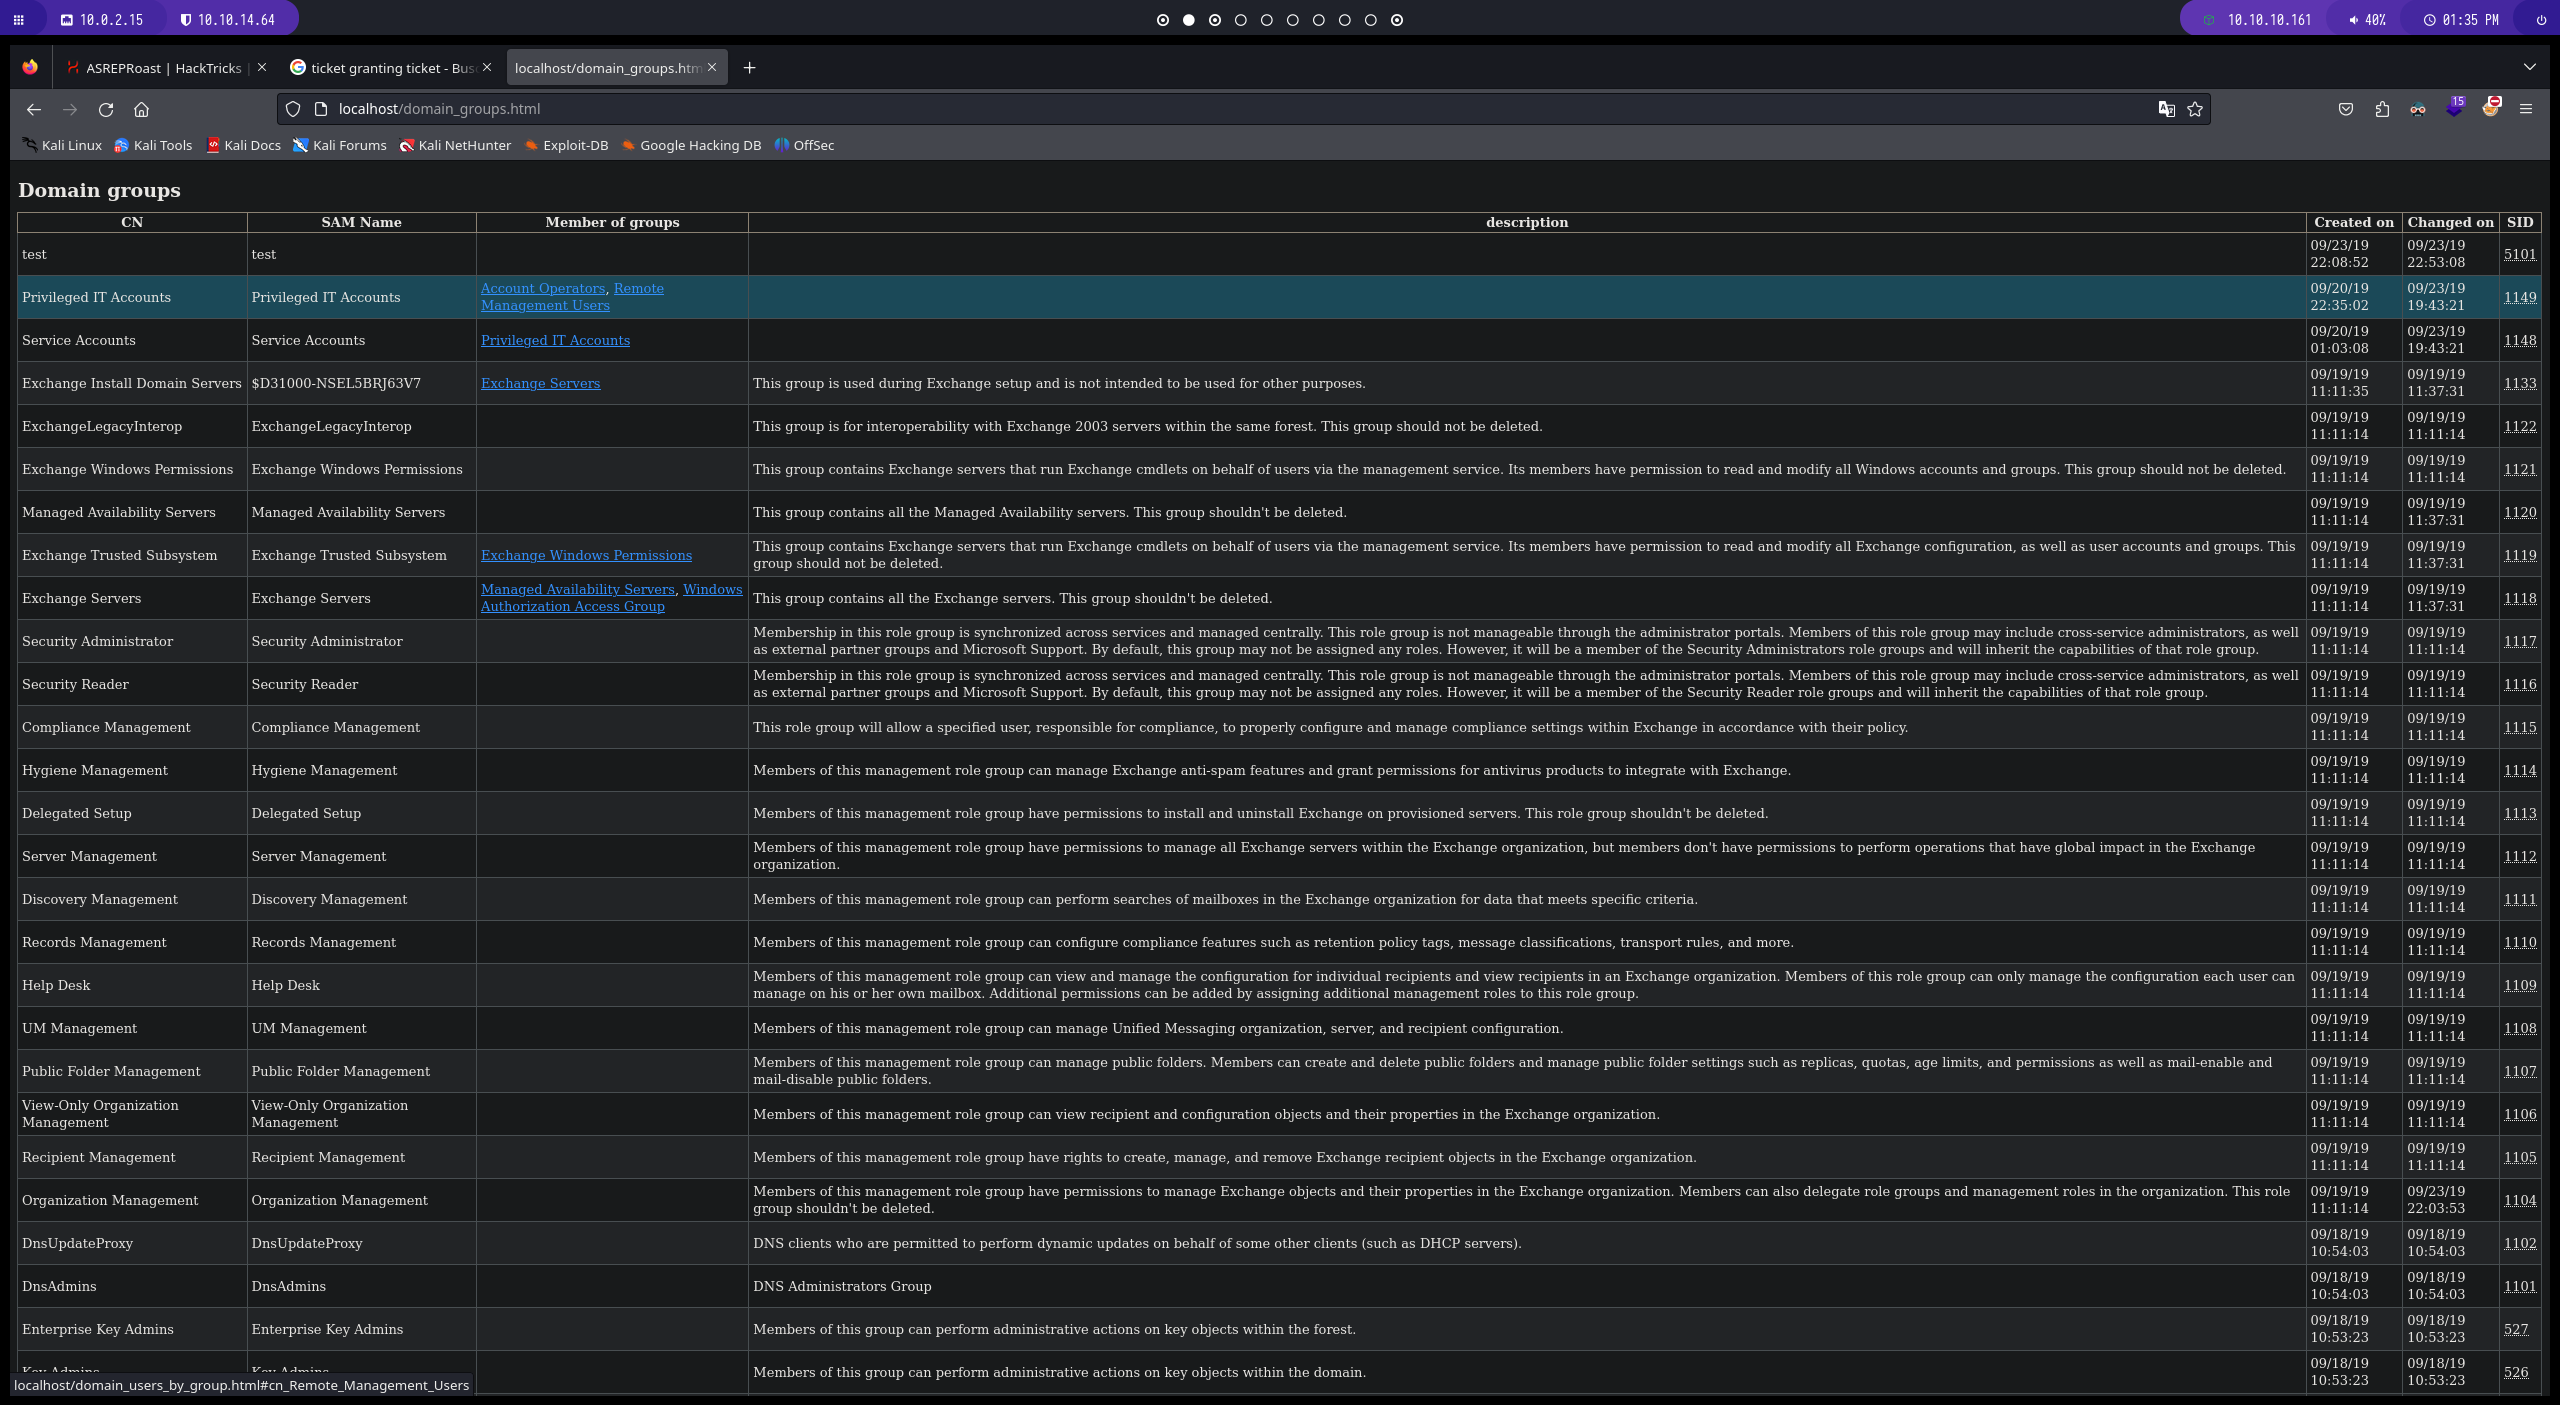 10.0.2.15 10.10.14.64 10.10.10.161 40% 01:35 PM
ASREPRoast | HackTricks | ticket granting ticket - Bus localhost/domain_groups.htm
localhost/domain_groups.html 15
Kali Linux Kali Tools Kali Docs Kali Forums Kali NetHunter Exploit-DB Google Hacking DB OffSec
Domain groups
CN SAM Name Member of groups description Created on Changed on SID
test test 09/23/19 22:08:52 09/23/19 22:53:08 5101
Privileged IT Accounts Privileged IT Accounts Account Operators, Remote Management Users 09/20/19 22:35:02 09/23/19 19:43:21 1149
Service Accounts Service Accounts Privileged IT Accounts 09/20/19 01:03:08 09/23/19 19:43:21 1148
Exchange Install Domain Servers $D31000-NSEL5BRJ63V7 Exchange Servers This group is used during Exchange setup and is not intended to be used for other purposes. 09/19/19 11:11:35 09/19/19 11:37:31 1133
ExchangeLegacyInterop ExchangeLegacyInterop This group is for interoperability with Exchange 2003 servers within the same forest. This group should not be deleted. 09/19/19 11:11:14 09/19/19 11:11:14 1122
Exchange Windows Permissions Exchange Windows Permissions This group contains Exchange servers that run Exchange cmdlets on behalf of users via the management service. Its members have permission to read and modify all Windows accounts and groups. This group should not be deleted. 09/19/19 11:11:14 09/19/19 11:11:14 1121
Managed Availability Servers Managed Availability Servers This group contains all the Managed Availability servers. This group shouldn't be deleted. 09/19/19 11:11:14 09/19/19 11:37:31 1120
Exchange Trusted Subsystem Exchange Trusted Subsystem Exchange Windows Permissions This group contains Exchange servers that run Exchange cmdlets on behalf of users via the management service. Its members have permission to read and modify all Exchange configuration, as well as user accounts and groups. This group should not be deleted. 09/19/19 11:11:14 09/19/19 11:37:31 1119
Exchange Servers Exchange Servers Managed Availability Servers, Windows Authorization Access Group This group contains all the Exchange servers. This group shouldn't be deleted. 09/19/19 11:11:14 09/19/19 11:37:31 1118
Security Administrator Security Administrator Membership in this role group is synchronized across services and managed centrally. This role group is not manageable through the administrator portals. Members of this role group may include cross-service administrators, as well as external partner groups and Microsoft Support. By default, this group may not be assigned any roles. However, it will be a member of the Security Administrators role groups and will inherit the capabilities of that role group. 09/19/19 11:11:14 09/19/19 11:11:14 1117
Security Reader Security Reader Membership in this role group is synchronized across services and managed centrally. This role group is not manageable through the administrator portals. Members of this role group may include cross-service administrators, as well as external partner groups and Microsoft Support. By default, this group may not be assigned any roles. However, it will be a member of the Security Reader role groups and will inherit the capabilities of that role group. 09/19/19 11:11:14 09/19/19 11:11:14 1116
Compliance Management Compliance Management This role group will allow a specified user, responsible for compliance, to properly configure and manage compliance settings within Exchange in accordance with their policy. 09/19/19 11:11:14 09/19/19 11:11:14 1115
Hygiene Management Hygiene Management Members of this management role group can manage Exchange anti-spam features and grant permissions for antivirus products to integrate with Exchange. 09/19/19 11:11:14 09/19/19 11:11:14 1114
Delegated Setup Delegated Setup Members of this management role group have permissions to install and uninstall Exchange on provisioned servers. This role group shouldn't be deleted. 09/19/19 11:11:14 09/19/19 11:11:14 1113
Server Management Server Management Members of this management role group have permissions to manage all Exchange servers within the Exchange organization, but members don't have permissions to perform operations that have global impact in the Exchange organization. 09/19/19 11:11:14 09/19/19 11:11:14 1112
Discovery Management Discovery Management Members of this management role group can perform searches of mailboxes in the Exchange organization for data that meets specific criteria. 09/19/19 11:11:14 09/19/19 11:11:14 1111
Records Management Records Management Members of this management role group can configure compliance features such as retention policy tags, message classifications, transport rules, and more. 09/19/19 11:11:14 09/19/19 11:11:14 1110
Help Desk Help Desk Members of this management role group can view and manage the configuration for individual recipients and view recipients in an Exchange organization. Members of this role group can only manage the configuration each user can manage on his or her own mailbox. Additional permissions can be added by assigning additional management roles to this role group. 09/19/19 11:11:14 09/19/19 11:11:14 1109
UM Management UM Management Members of this management role group can manage Unified Messaging organization, server, and recipient configuration. 09/19/19 11:11:14 09/19/19 11:11:14 1108
Public Folder Management Public Folder Management Members of this management role group can manage public folders. Members can create and delete public folders and manage public folder settings such as replicas, quotas, age limits, and permissions as well as mail-enable and mail-disable public folders. 09/19/19 11:11:14 09/19/19 11:11:14 1107
View-Only Organization Management View-Only Organization Management Members of this management role group can view recipient and configuration objects and their properties in the Exchange organization. 09/19/19 11:11:14 09/19/19 11:11:14 1106
Recipient Management Recipient Management Members of this management role group have rights to create, manage, and remove Exchange recipient objects in the Exchange organization. 09/19/19 11:11:14 09/19/19 11:11:14 1105
Organization Management Organization Management Members of this management role group have permissions to manage Exchange objects and their properties in the Exchange organization. Members can also delegate role groups and management roles in the organization. This role group shouldn't be deleted. 09/19/19 11:11:14 09/23/19 22:03:53 1104
DnsUpdateProxy DnsUpdateProxy DNS clients who are permitted to perform dynamic updates on behalf of some other clients (such as DHCP servers). 09/18/19 10:54:03 09/18/19 10:54:03 1102
DnsAdmins DnsAdmins DNS Administrators Group 09/18/19 10:54:03 09/18/19 10:54:03 1101
Enterprise Key Admins Enterprise Key Admins Members of this group can perform administrative actions on key objects within the forest. 09/18/19 10:53:23 09/18/19 10:53:23 527
Key Admins Key Admins Members of this group can perform administrative actions on key objects within the domain. 09/18/19 10:53:23 09/18/19 10:53:23 526
localhost/domain_users_by_group.html#cn_Remote_Management_Users